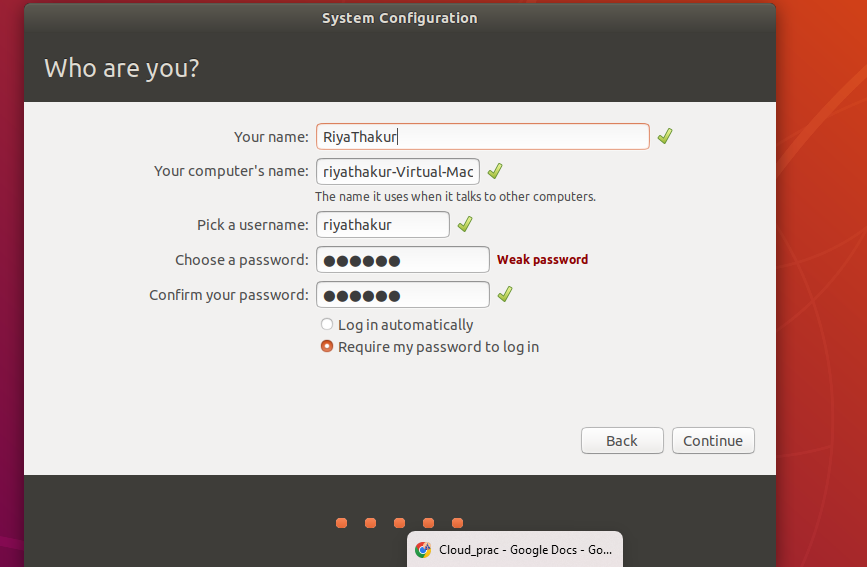 System Configuration
Who are you?
Your name: RiyaThakur
Your computer's name: riyathakur-Virtual-Mac
The name it uses when it talks to other computers.
Pick a username: riyathakur
Choose a password: ●●●●●● Weak password
Confirm your password: ●●●●●●
Log in automatically
Require my password to log in
Back Continue
Cloud_prac - Google Docs - Go...